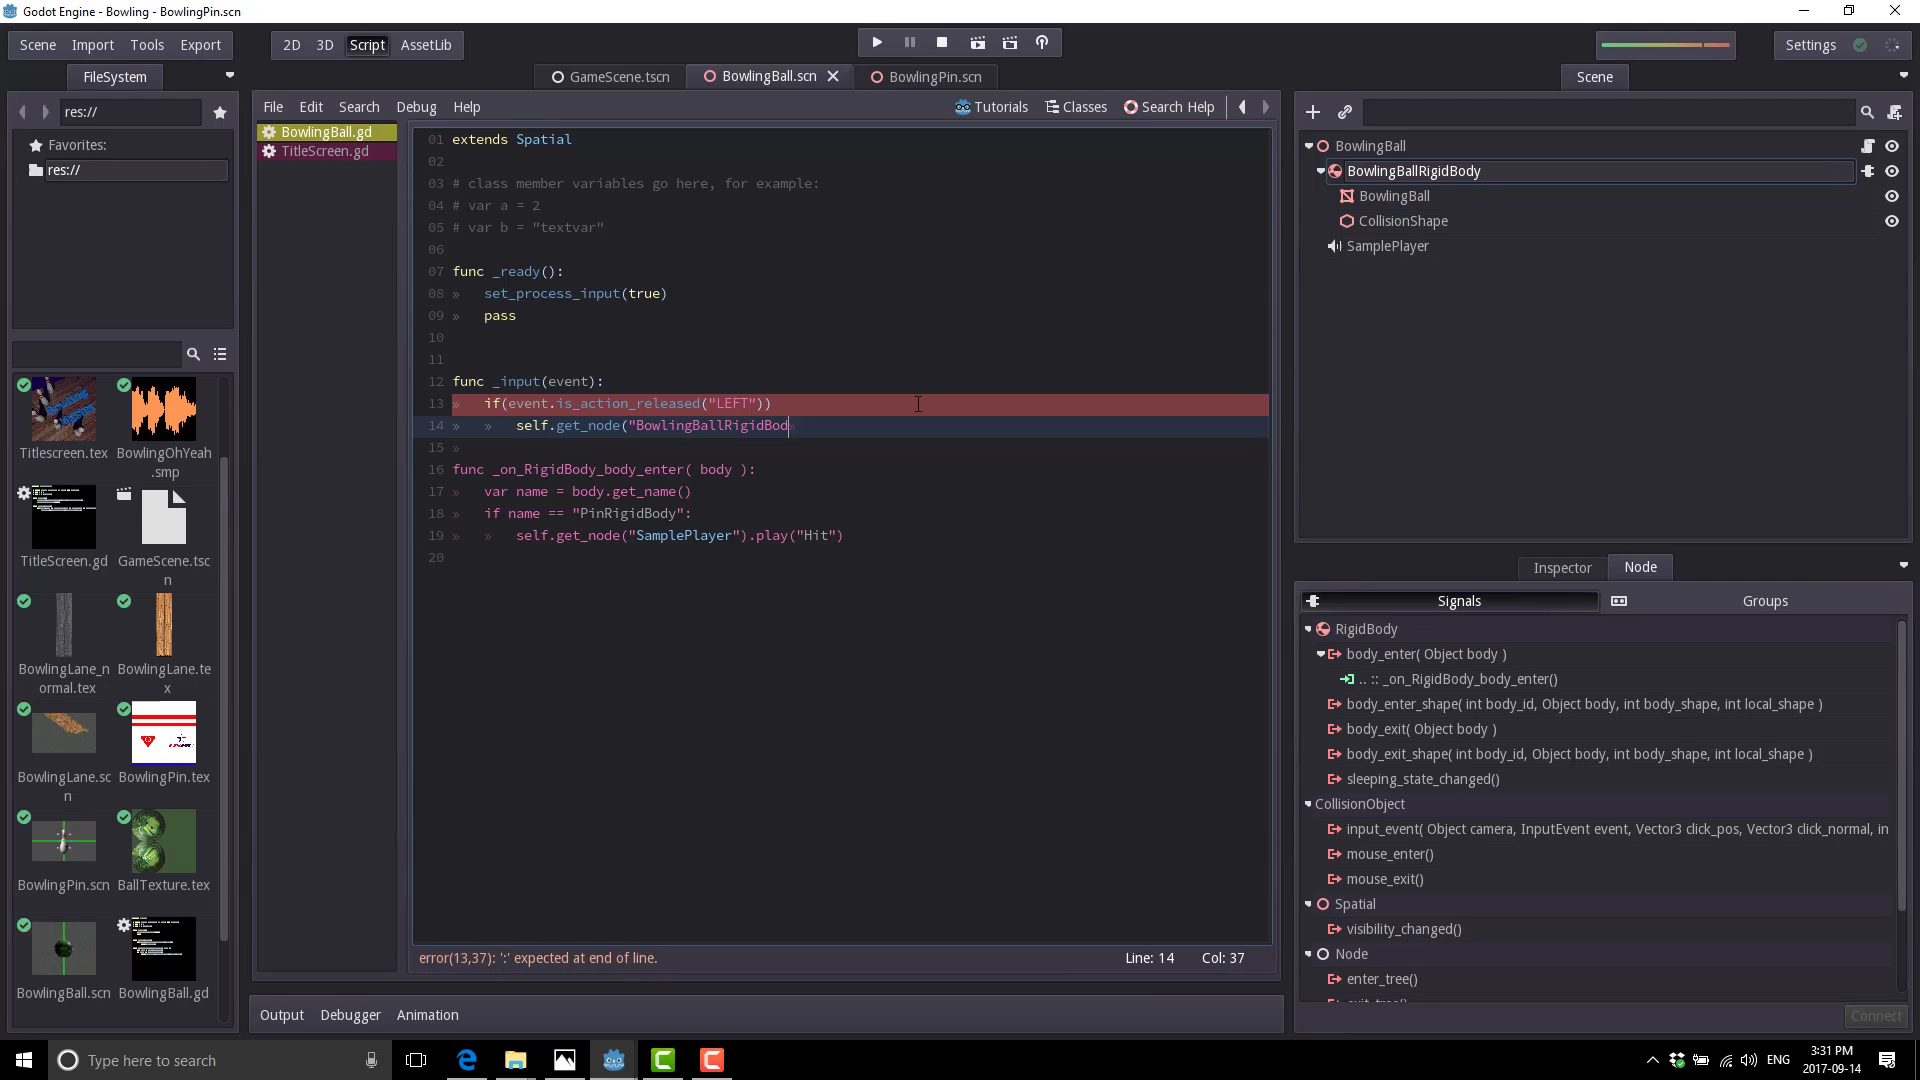 Godot Engine - Bowling - BowlingPin.scn
Scene Import Tools Export
2D 3D Script AssetLib
Settings
FileSystem
res://
Favorites:
res://
Titlescreen.tex
BowlingOhYeah
.smp
TitleScreen.gd
GameScene.tsc
n
BowlingLane_n
ormal.tex
BowlingLane.te
x
BowlingLane.sc
n
BowlingPin.tex
BowlingPin.scn
BallTexture.tex
BowlingBall.scn
BowlingBall.gd
GameScene.tscn BowlingBall.scn BowlingPin.scn
File Edit Search Debug Help
Tutorials Classes Search Help
BowlingBall.gd
TitleScreen.gd
01 extends Spatial
02
03 # class member variables go here, for example:
04 # var a = 2
05 # var b = "textvar"
06
07 func _ready():
08 » set_process_input(true)
09 » pass
10
11
12 func _input(event):
13 » if(event.is_action_released("LEFT"))
14 » » self.get_node("BowlingBallRigidBod
15 »
16 func _on_RigidBody_body_enter( body ):
17 » var name = body.get_name()
18 » if name == "PinRigidBody":
19 » » self.get_node("SamplePlayer").play("Hit")
20
error(13,37): ':' expected at end of line.
Line: 14 Col: 37
Output Debugger Animation
Scene
BowlingBall
BowlingBallRigidBody
BowlingBall
CollisionShape
SamplePlayer
Inspector Node
Signals Groups
RigidBody
body_enter( Object body )
.. :: _on_RigidBody_body_enter()
body_enter_shape( int body_id, Object body, int body_shape, int local_shape )
body_exit( Object body )
body_exit_shape( int body_id, Object body, int body_shape, int local_shape )
sleeping_state_changed()
CollisionObject
input_event( Object camera, InputEvent event, Vector3 click_pos, Vector3 click_normal, in
mouse_enter()
mouse_exit()
Spatial
visibility_changed()
Node
enter_tree()
exit_tree()
Connect
Type here to search
ENG
3:31 PM
2017-09-14